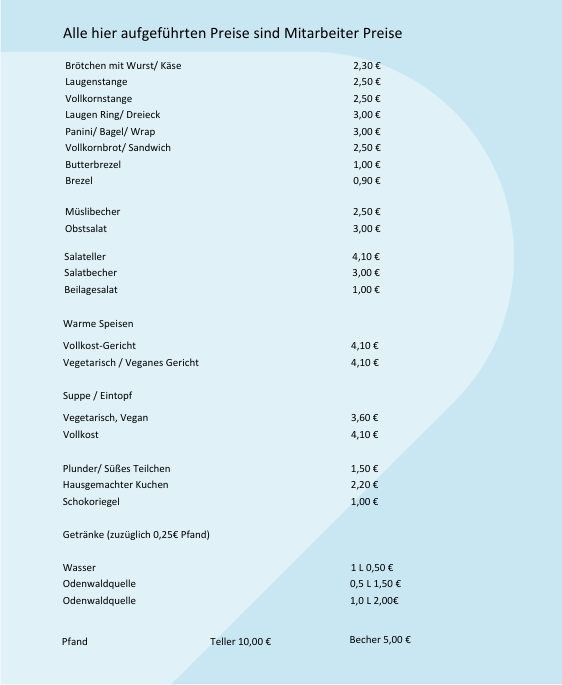 Alle hier aufgeführten Preise sind Mitarbeiter Preise
Brötchen mit Wurst/ Käse 2,30 €
Laugenstange 2,50 €
Vollkornstange 2,50 €
Laugen Ring/ Dreieck 3,00 €
Panini/ Bagel/ Wrap 3,00 €
Vollkornbrot/ Sandwich 2,50 €
Butterbrezel 1,00 €
Brezel 0,90 €
Müslibecher 2,50 €
Obstsalat 3,00 €
Salateller 4,10 €
Salatbecher 3,00 €
Beilagesalat 1,00 €
Warme Speisen
Vollkost-Gericht 4,10 €
Vegetarisch / Veganes Gericht 4,10 €
Suppe / Eintopf
Vegetarisch, Vegan 3,60 €
Vollkost 4,10 €
Plunder/ Süßes Teilchen 1,50 €
Hausgemachter Kuchen 2,20 €
Schokoriegel 1,00 €
Getränke (zuzüglich 0,25€ Pfand)
Wasser 1 L 0,50 €
Odenwaldquelle 0,5 L 1,50 €
Odenwaldquelle 1,0 L 2,00€
Pfand Teller 10,00 € Becher 5,00 €